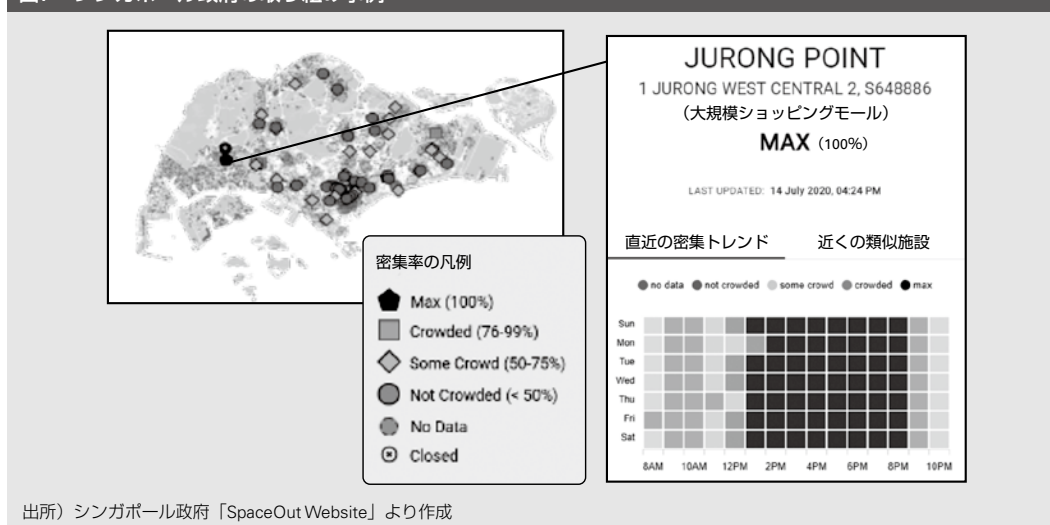 JURONG POINT
1 JURONG WEST CENTRAL 2, S648886
（大規模ショッピングモール）
MAX（100%）
LAST UPDATED: 14 July 2020, 04:24 PM
直近の密集トレンド 近くの類似施設
no data not crowded some crowd crowded max
Sun
Mon
Tue
Wed
Thu
Fri
Sat
8AM 10AM 12PM 2PM 4PM 6PM 8PM 10PM
密集率の凡例
Max (100%)
Crowded (76-99%)
Some Crowd (50-75%)
Not Crowded (< 50%)
No Data
Closed
出所）シンガポール政府「SpaceOut Website」より作成